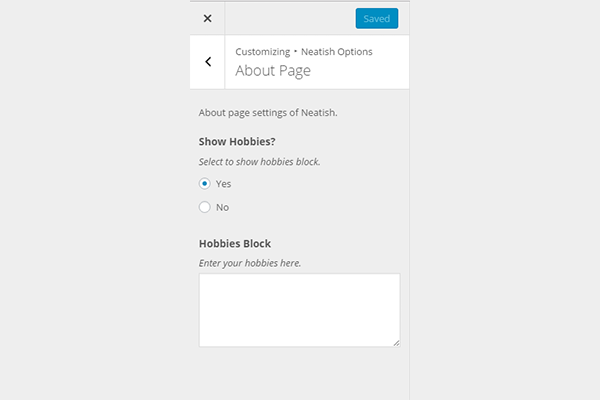 Saved
Customizing • Neatish Options
About Page
About page settings of Neatish.
Show Hobbies?
Select to show hobbies block.
Yes
No
Hobbies Block
Enter your hobbies here.